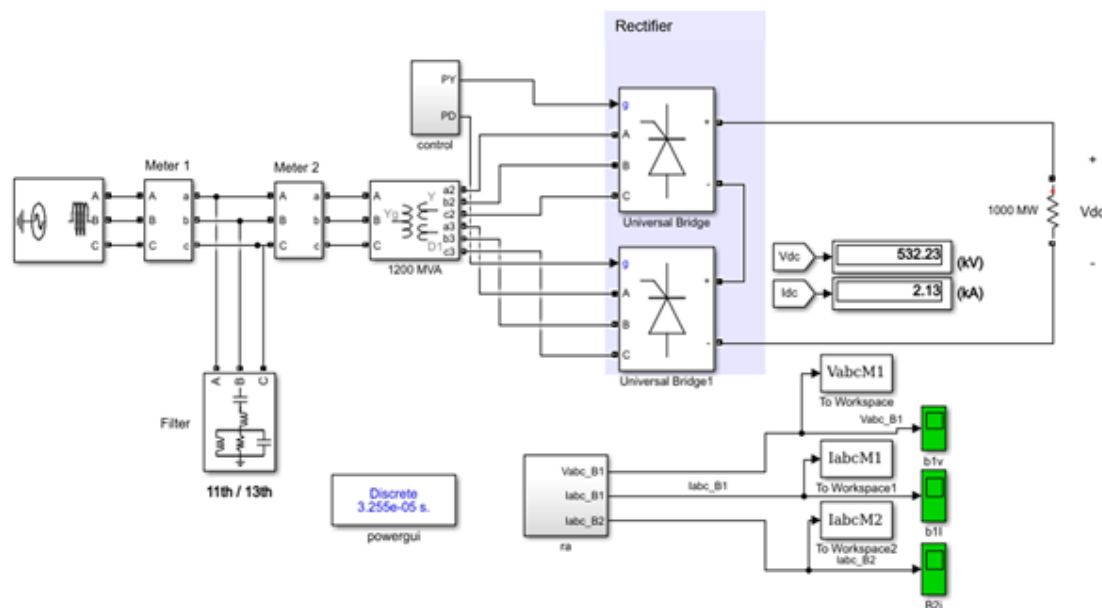 Rectifier
PY
PD
control
g
A
B
C
+
-
Universal Bridge
Meter 1
Meter 2
A
B
C
A
B
C
a
b
c
A
B
C
a
b
c
A
B
C
Yg
Y
D1
a2
b2
c2
a3
b3
c3
1200 MVA
g
A
B
C
+
-
Universal Bridge1
1000 MW
+
Vdc
-
Vdc
532.23
(kV)
Idc
2.13
(kA)
A
B
C
Filter
11th / 13th
Discrete
3.255e-05 s.
powergui
VabcM1
To Workspace
Vabc_B1
b1v
Vabc_B1
Iabc_B1
Iabc_B2
ra
Iabc_B1
IabcM1
To Workspace1
b1I
IabcM2
To Workspace2
Iabc_B2
B2i